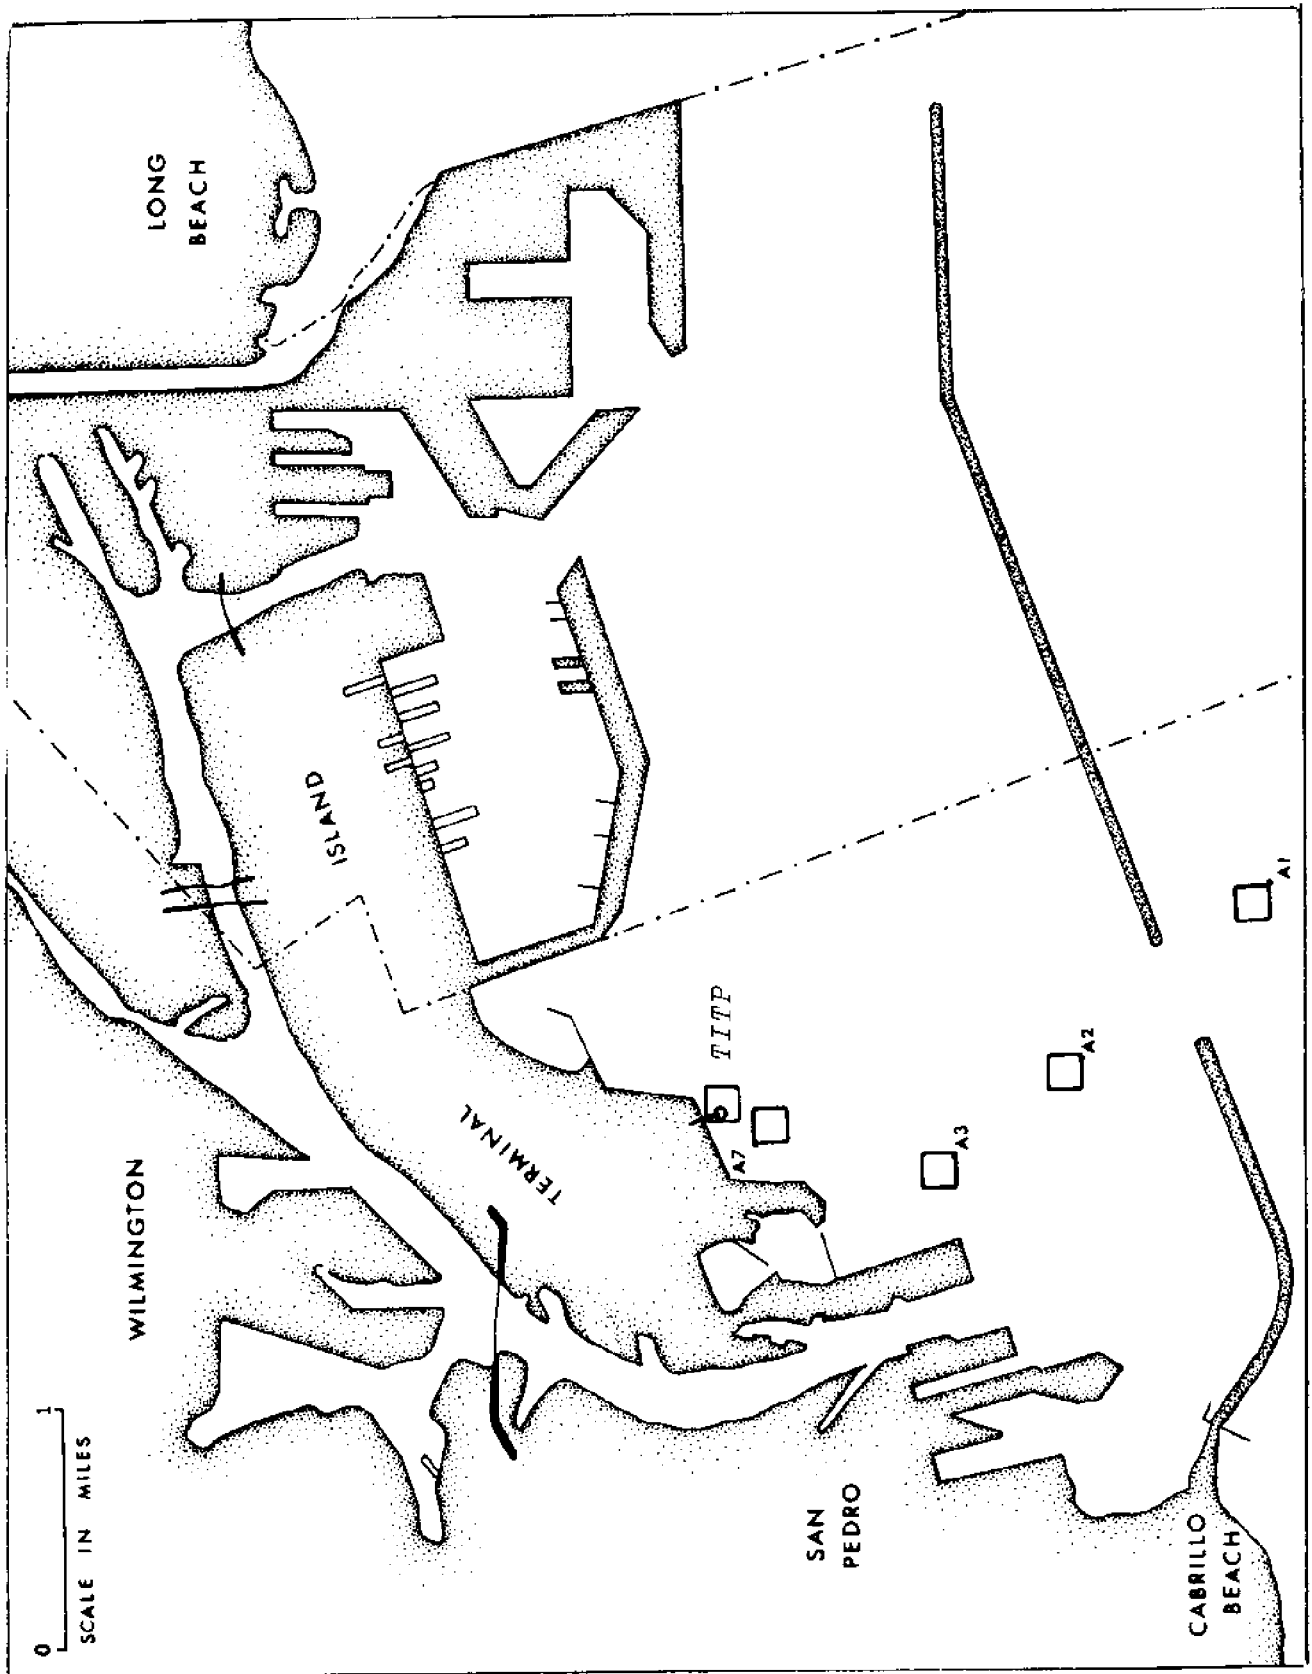 0 1
SCALE IN MILES
WILMINGTON
LONG
BEACH
TERMINAL
ISLAND
SAN
PEDRO
A7
TITP
A3
A2
A1
CABRILLO
BEACH